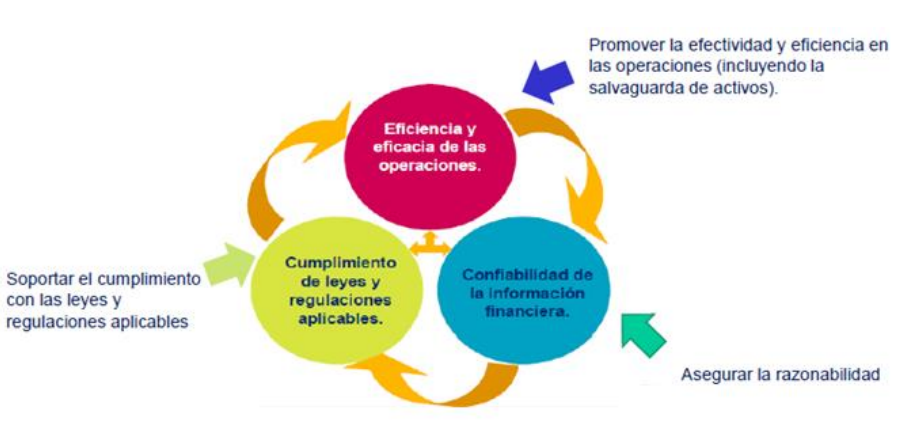 Promover la efectividad y eficiencia en
las operaciones (incluyendo la
salvaguarda de activos).
Eficiencia y
eficacia de las
operaciones.
Cumplimiento
de leyes y
regulaciones
aplicables.
Confiabilidad de
la información
financiera.
Soportar el cumplimiento
con las leyes y
regulaciones aplicables
Asegurar la razonabilidad